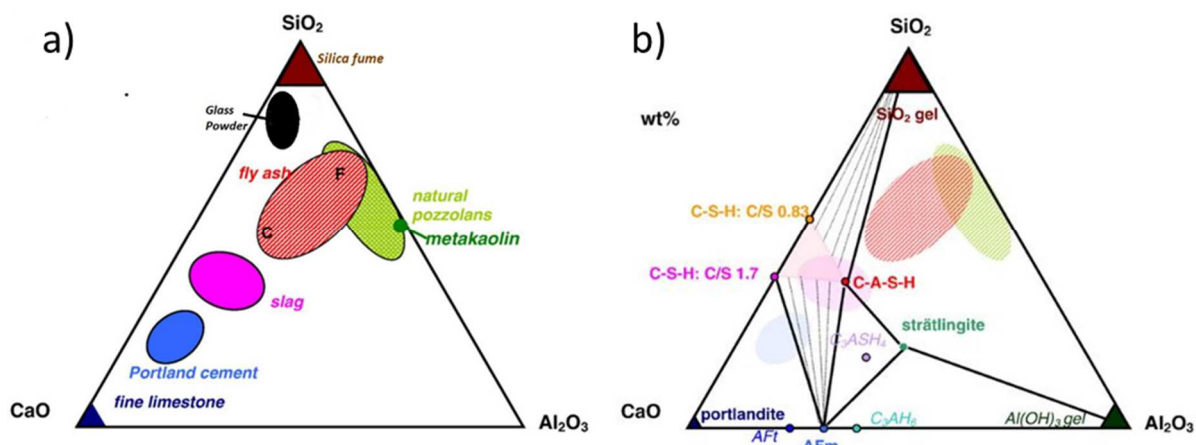 a)
SiO₂
Silica fume
Glass
Powder
fly ash
F
C
natural
pozzolans
metakaolin
slag
Portland cement
fine limestone
CaO
Al₂O₃
b)
SiO₂
wt%
SiO₂ gel
C-S-H: C/S 0.83
C-S-H: C/S 1.7
C-A-S-H
strätlingite
C₃ASH₄
CaO
portlandite
AFt
AFm
C₃AH₆
Al(OH)₃ gel
Al₂O₃